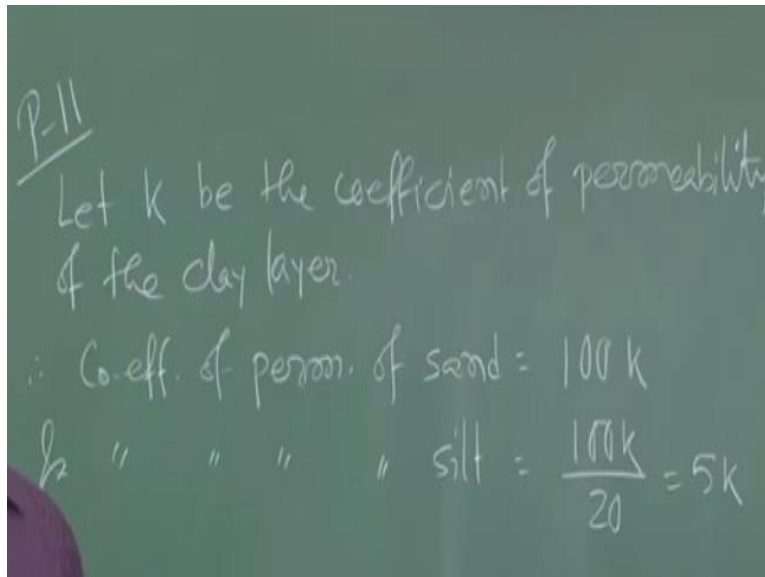 P-11
Let k be the coefficient of permeability
of the clay layer.
∴ Co-eff. of perm. of sand = 100 k
& " " " " silt = 100k/20 = 5k